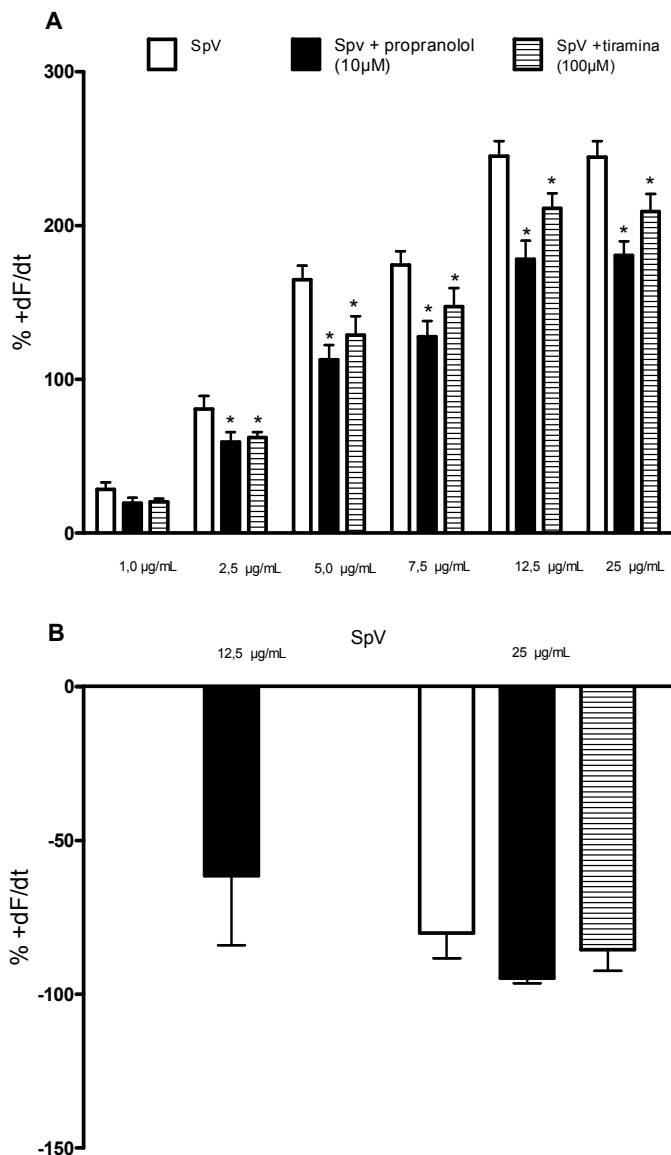 A
SpV
Spv + propranolol
(10µM)
SpV +tiramina
(100µM)
% +dF/dt
300
200
100
0
* * * * * * * * * *
1,0 µg/mL 2,5 µg/mL 5,0 µg/mL 7,5 µg/mL 12,5 µg/mL 25 µg/mL
B
SpV
12,5 µg/mL 25 µg/mL
% +dF/dt
0
-50
-100
-150